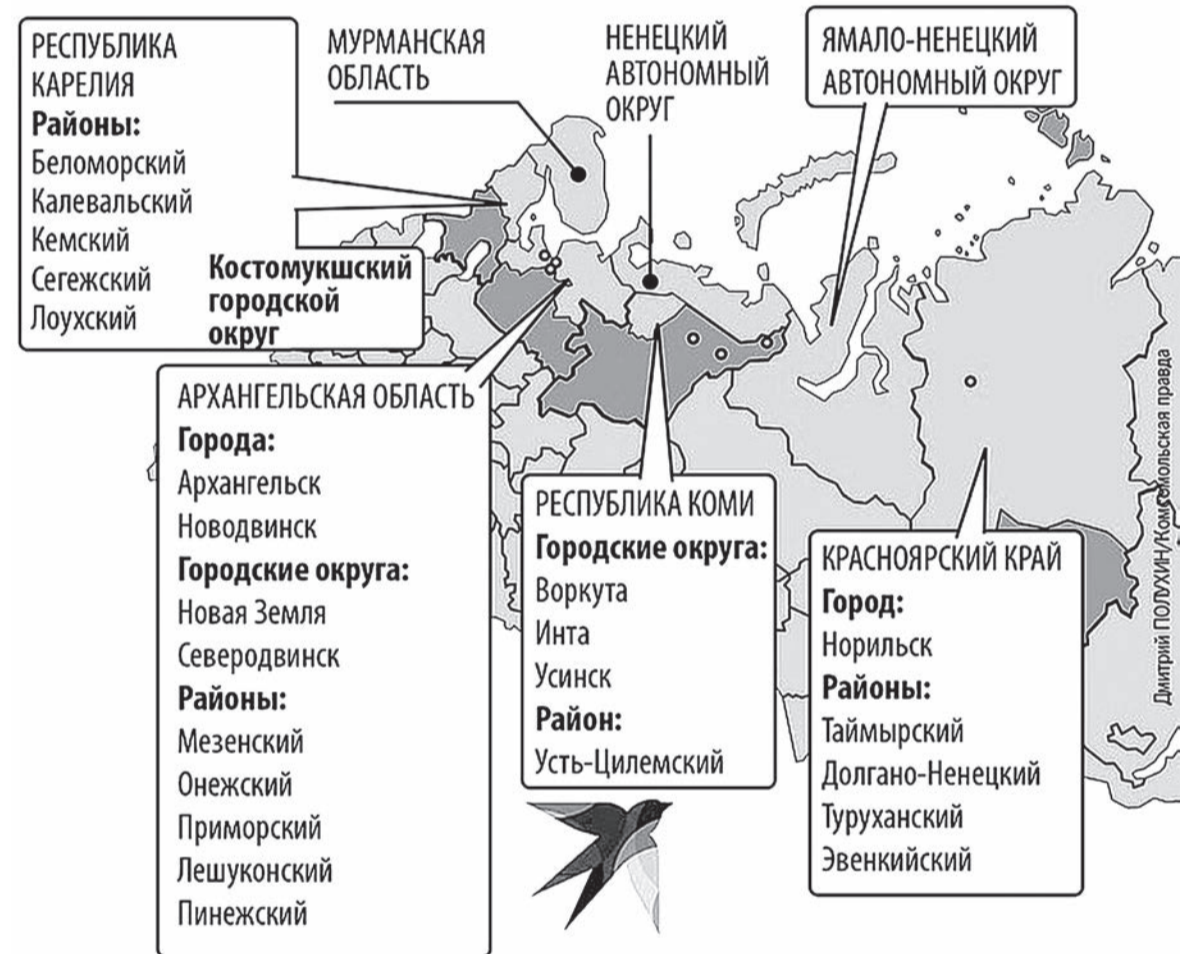 РЕСПУБЛИКА
КАРЕЛИЯ
Районы:
Беломорский
Калевальский
Кемский
Сегежский
Лоухский
Костомукшский
городской
округ
МУРМАНСКАЯ
ОБЛАСТЬ
НЕНЕЦКИЙ
АВТОНОМНЫЙ
ОКРУГ
ЯМАЛО-НЕНЕЦКИЙ
АВТОНОМНЫЙ ОКРУГ
АРХАНГЕЛЬСКАЯ ОБЛАСТЬ
Города:
Архангельск
Новодвинск
Городские округа:
Новая Земля
Северодвинск
Районы:
Мезенский
Онежский
Приморский
Лешуконский
Пинежский
РЕСПУБЛИКА КОМИ
Городские округа:
Воркута
Инта
Усинск
Район:
Усть-Цилемский
КРАСНОЯРСКИЙ КРАЙ
Город:
Норильск
Районы:
Таймырский
Долгано-Ненецкий
Туруханский
Эвенкийский
Дмитрий ПОЛУХИН/Комсомольская правда